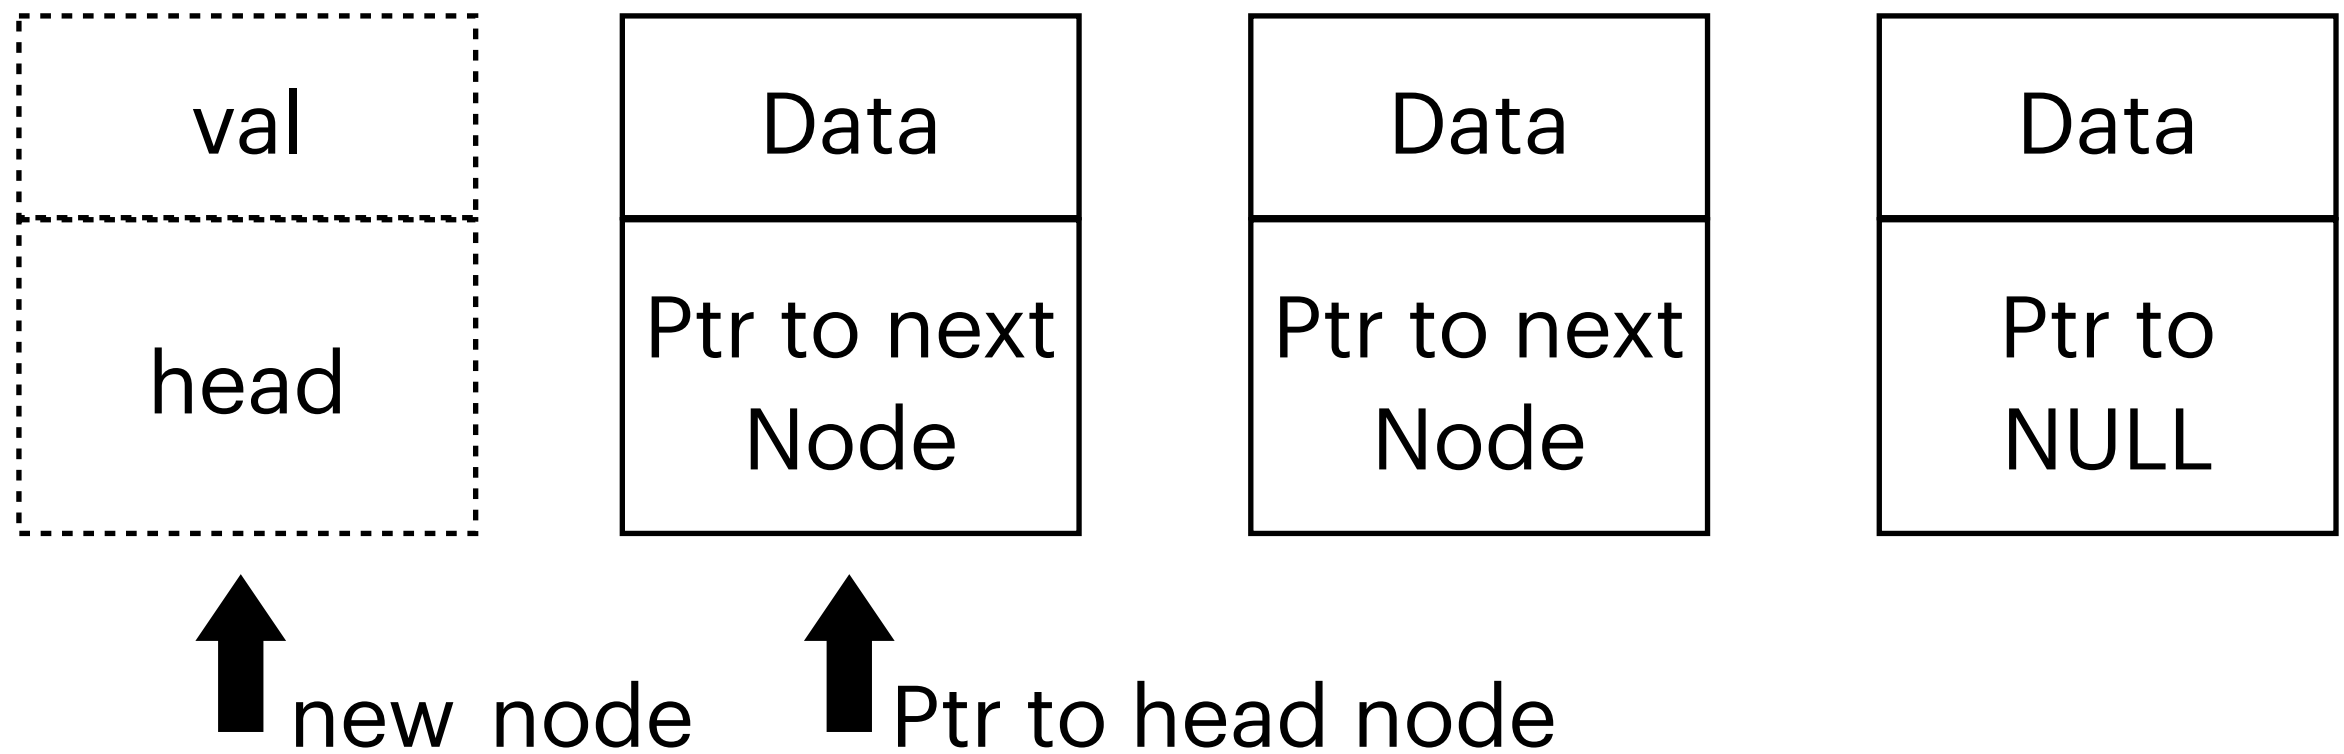 val
head
Data
Ptr to next
Node
Data
Ptr to next
Node
Data
Ptr to
NULL
new node
Ptr to head node